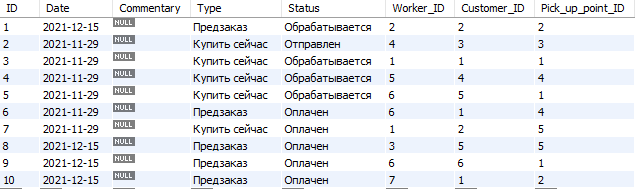 ID Date Commentary Type Status Worker_ID Customer_ID Pick_up_point_ID
1 2021-12-15 NULL Предзаказ Обрабатывается 2 2 2
2 2021-11-29 NULL Купить сейчас Отправлен 4 3 3
3 2021-11-29 NULL Купить сейчас Обрабатывается 1 1 1
4 2021-11-29 NULL Купить сейчас Обрабатывается 5 4 4
5 2021-11-29 NULL Купить сейчас Обрабатывается 6 5 1
6 2021-11-29 NULL Предзаказ Оплачен 6 1 4
7 2021-11-29 NULL Купить сейчас Оплачен 1 2 5
8 2021-12-15 NULL Предзаказ Оплачен 3 5 5
9 2021-12-15 NULL Предзаказ Оплачен 6 6 1
10 2021-12-15 NULL Предзаказ Оплачен 7 1 2